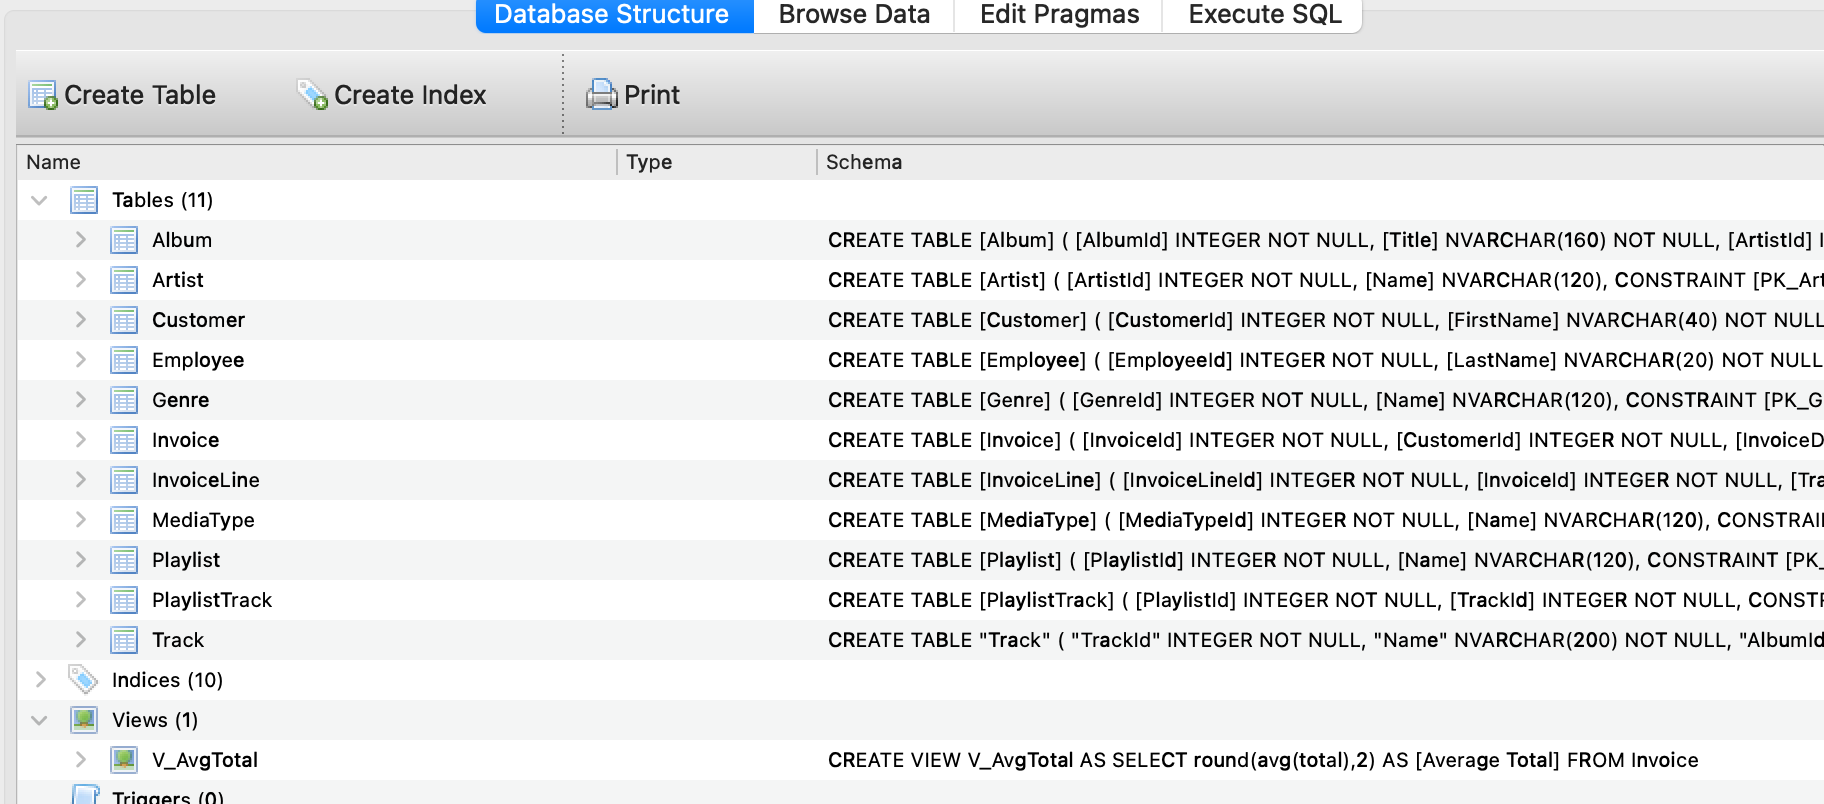 Database Structure Browse Data Edit Pragmas Execute SQL
Create Table Create Index Print
Name Type Schema
Tables (11)
Album CREATE TABLE [Album] ( [AlbumId] INTEGER NOT NULL, [Title] NVARCHAR(160) NOT NULL, [ArtistId] I
Artist CREATE TABLE [Artist] ( [ArtistId] INTEGER NOT NULL, [Name] NVARCHAR(120), CONSTRAINT [PK_Art
Customer CREATE TABLE [Customer] ( [CustomerId] INTEGER NOT NULL, [FirstName] NVARCHAR(40) NOT NULL
Employee CREATE TABLE [Employee] ( [EmployeeId] INTEGER NOT NULL, [LastName] NVARCHAR(20) NOT NULL
Genre CREATE TABLE [Genre] ( [GenreId] INTEGER NOT NULL, [Name] NVARCHAR(120), CONSTRAINT [PK_G
Invoice CREATE TABLE [Invoice] ( [InvoiceId] INTEGER NOT NULL, [CustomerId] INTEGER NOT NULL, [InvoiceD
InvoiceLine CREATE TABLE [InvoiceLine] ( [InvoiceLineId] INTEGER NOT NULL, [InvoiceId] INTEGER NOT NULL, [Tra
MediaType CREATE TABLE [MediaType] ( [MediaTypeId] INTEGER NOT NULL, [Name] NVARCHAR(120), CONSTRAI
Playlist CREATE TABLE [Playlist] ( [PlaylistId] INTEGER NOT NULL, [Name] NVARCHAR(120), CONSTRAINT [PK_
PlaylistTrack CREATE TABLE [PlaylistTrack] ( [PlaylistId] INTEGER NOT NULL, [TrackId] INTEGER NOT NULL, CONSTR
Track CREATE TABLE "Track" ( "TrackId" INTEGER NOT NULL, "Name" NVARCHAR(200) NOT NULL, "AlbumId
Indices (10)
Views (1)
V_AvgTotal CREATE VIEW V_AvgTotal AS SELECT round(avg(total),2) AS [Average Total] FROM Invoice
Triggers (0)